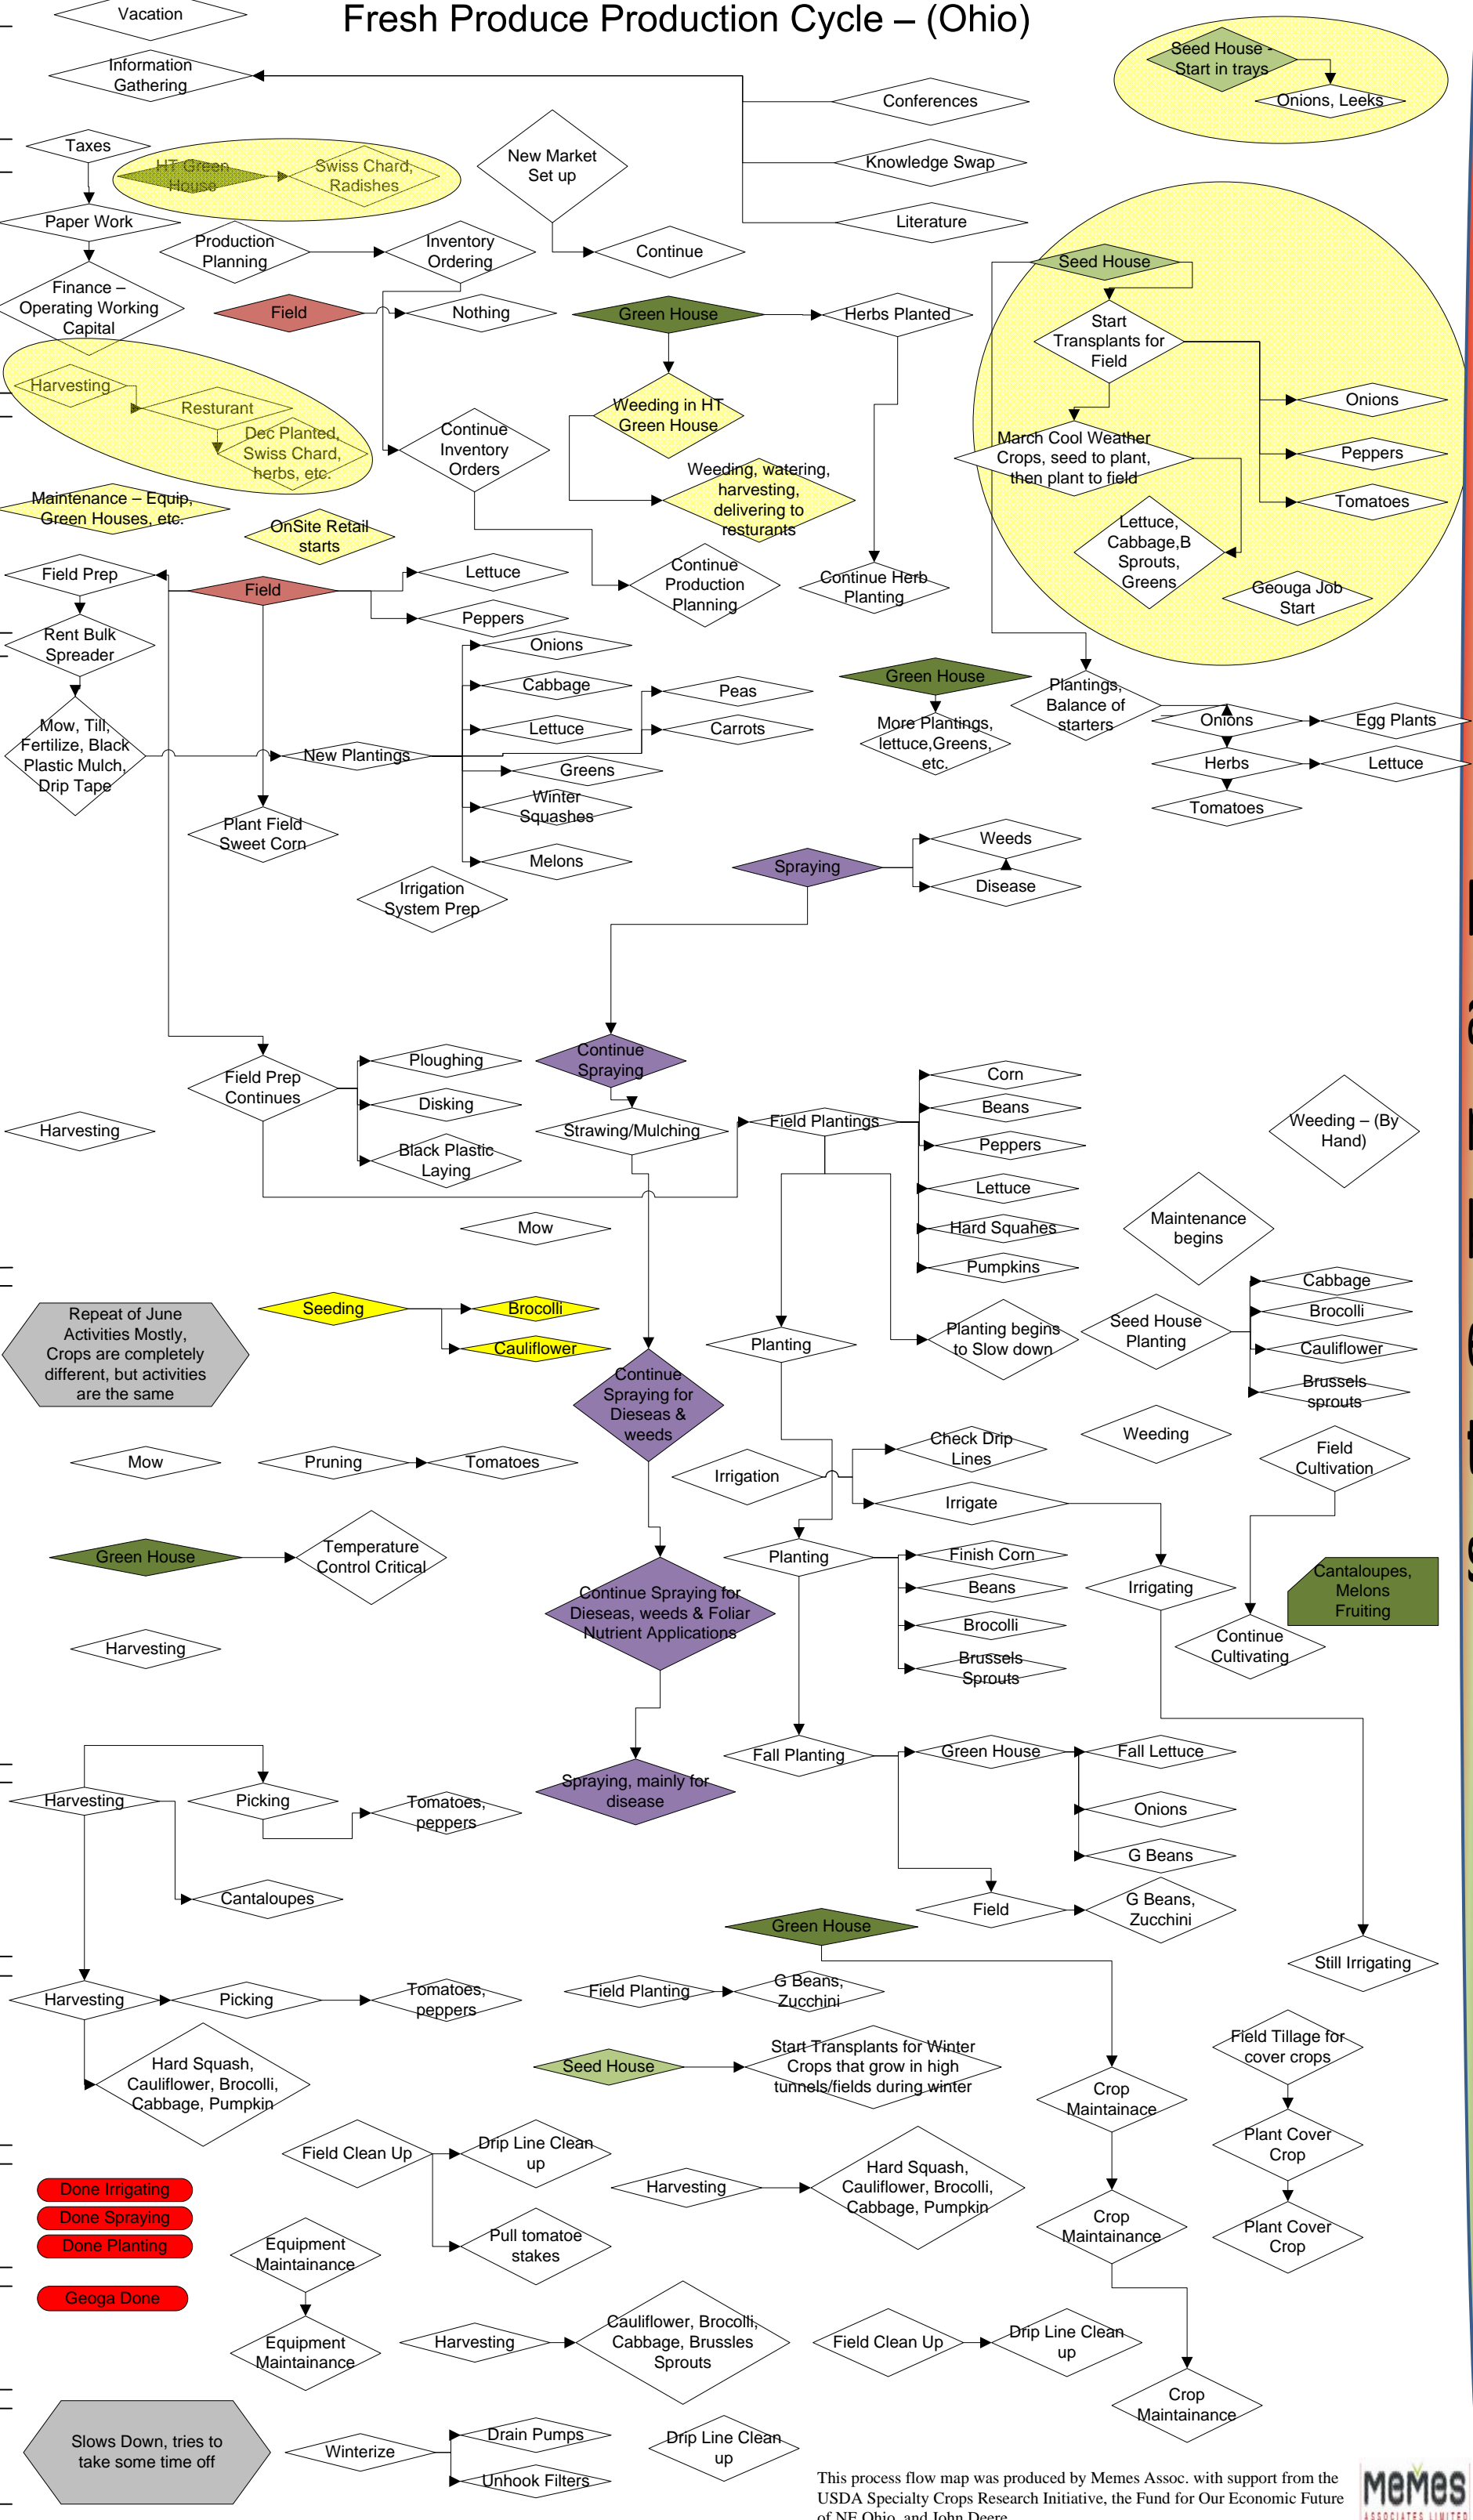 Fresh Produce Production Cycle – (Ohio)
Vacation
Information
Gathering
Conferences
Knowledge Swap
Literature
Seed House -
Start in trays
Onions, Leeks
Taxes
HT Green
House
Swiss Chard,
Radishes
New Market
Set up
Continue
Paper Work
Production
Planning
Inventory
Ordering
Finance –
Operating Working
Capital
Field
Nothing
Green House
Herbs Planted
Seed House
Start
Transplants for
Field
Onions
Peppers
Tomatoes
March Cool Weather
Crops, seed to plant,
then plant to field
Lettuce,
Cabbage,B
Sprouts,
Greens
Geouga Job
Start
Harvesting
Resturant
Dec Planted,
Swiss Chard,
herbs, etc.
Weeding in HT
Green House
Continue
Inventory
Orders
Weeding, watering,
harvesting,
delivering to
resturants
Maintenance – Equip,
Green Houses, etc.
OnSite Retail
starts
Continue
Production
Planning
Continue Herb
Planting
Field Prep
Field
Lettuce
Peppers
Rent Bulk
Spreader
Onions
Cabbage
Lettuce
Greens
Winter
Squashes
Melons
Peas
Carrots
Mow, Till,
Fertilize, Black
Plastic Mulch,
Drip Tape
New Plantings
Plant Field
Sweet Corn
Irrigation
System Prep
Green House
More Plantings,
lettuce,Greens,
etc.
Plantings,
Balance of
starters
Onions
Egg Plants
Herbs
Lettuce
Tomatoes
Spraying
Weeds
Disease
Continue
Spraying
Field Prep
Continues
Ploughing
Disking
Black Plastic
Laying
Harvesting
Strawing/Mulching
Field Plantings
Corn
Beans
Peppers
Lettuce
Hard Squahes
Pumpkins
Weeding – (By
Hand)
Maintenance
begins
Mow
Repeat of June
Activities Mostly,
Crops are completely
different, but activities
are the same
Seeding
Brocolli
Cauliflower
Continue
Spraying for
Dieseas &
weeds
Planting
Planting begins
to Slow down
Seed House
Planting
Cabbage
Brocolli
Cauliflower
Brussels
sprouts
Mow
Pruning
Tomatoes
Irrigation
Check Drip
Lines
Irrigate
Weeding
Field
Cultivation
Green House
Temperature
Control Critical
Continue Spraying for
Dieseas, weeds & Foliar
Nutrient Applications
Planting
Finish Corn
Beans
Brocolli
Brussels
Sprouts
Irrigating
Continue
Cultivating
Cantaloupes,
Melons
Fruiting
Harvesting
Spraying, mainly for
disease
Fall Planting
Green House
Fall Lettuce
Onions
G Beans
Harvesting
Picking
Tomatoes,
peppers
Cantaloupes
Field
G Beans,
Zucchini
Green House
Still Irrigating
Harvesting
Picking
Tomatoes,
peppers
Field Planting
G Beans,
Zucchini
Hard Squash,
Cauliflower, Brocolli,
Cabbage, Pumpkin
Seed House
Start Transplants for Winter
Crops that grow in high
tunnels/fields during winter
Crop
Maintainace
Field Tillage for
cover crops
Plant Cover
Crop
Field Clean Up
Drip Line Clean
up
Pull tomatoe
stakes
Harvesting
Hard Squash,
Cauliflower, Brocolli,
Cabbage, Pumpkin
Crop
Maintainance
Plant Cover
Crop
Done Irrigating
Done Spraying
Done Planting
Geoga Done
Equipment
Maintainance
Equipment
Maintainance
Harvesting
Cauliflower, Brocolli,
Cabbage, Brussles
Sprouts
Field Clean Up
Drip Line Clean
up
Crop
Maintainance
Slows Down, tries to
take some time off
Winterize
Drain Pumps
Unhook Filters
Drip Line Clean
up
This process flow map was produced by Memes Assoc. with support from the
USDA Specialty Crops Research Initiative, the Fund for Our Economic Future
of NE Ohio, and John Deere
memes
ASSOCIATES LIMITED